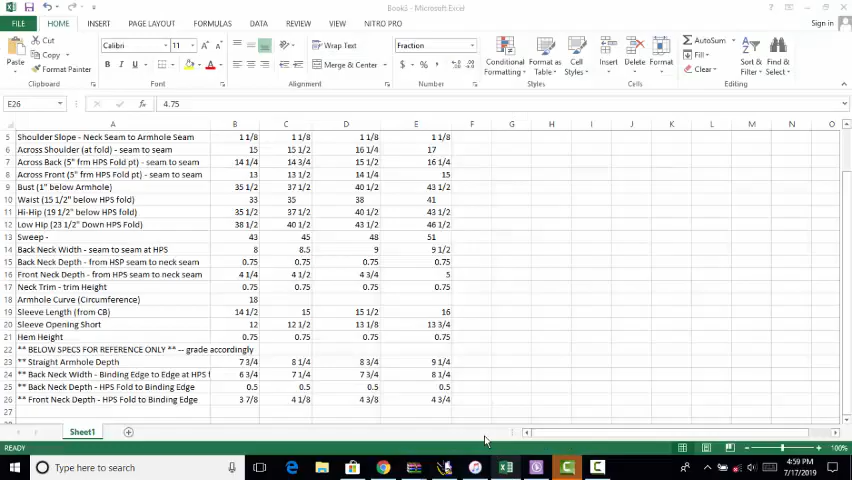 Book1 - Microsoft Excel
Sign in
FILE HOME INSERT PAGE LAYOUT FORMULAS DATA REVIEW VIEW NITRO PRO
Cut
Copy
Format Painter
Paste
Clipboard
Calibri 11
B I U
Font
Wrap Text
Merge & Center
Alignment
Fraction
$ % ,
Number
Conditional Formatting
Format as Table
Cell Styles
Styles
Insert Delete Format
Cells
AutoSum
Fill
Clear
Sort & Filter
Find & Select
Editing
E26 fx 4.75
A B C D E F G H I J K L M N O
5 Shoulder Slope - Neck Seam to Armhole Seam 1 1/8 1 1/8 1 1/8 1 1/8
6 Across Shoulder (at fold) - seam to seam 15 15 1/2 16 1/4 17
7 Across Back (5" frm HPS Fold pt) - seam to seam 14 1/4 14 3/4 15 1/2 16 1/4
8 Across Front (5" frm HPS Fold pt) - seam to seam 13 13 1/2 14 1/4 15
9 Bust (1" below Armhole) 35 1/2 37 1/2 40 1/2 43 1/2
10 Waist (15 1/2" below HPS fold) 33 35 38 41
11 Hi-Hip (19 1/2" below HPS fold) 35 1/2 37 1/2 40 1/2 43 1/2
12 Low Hip (23 1/2" Down HPS Fold) 38 1/2 40 1/2 43 1/2 46 1/2
13 Sweep - 43 45 48 51
14 Back Neck Width - seam to seam at HPS 8 8.5 9 9 1/2
15 Back Neck Depth - from HSP seam to neck seam 0.75 0.75 0.75 0.75
16 Front Neck Depth - from HPS seam to neck seam 4 1/4 4 1/2 4 3/4 5
17 Neck Trim - trim Height 0.75 0.75 0.75 0.75
18 Armhole Curve (Circumference) 18
19 Sleeve Length (from CB) 14 1/2 15 15 1/2 16
20 Sleeve Opening Short 12 12 1/2 13 1/8 13 3/4
21 Hem Height 0.75 0.75 0.75 0.75
22 ** BELOW SPECS FOR REFERENCE ONLY ** -- grade accordingly
23 ** Straight Armhole Depth 7 3/4 8 1/4 8 3/4 9 1/4
24 ** Back Neck Width - Binding Edge to Edge at HPS f 6 3/4 7 1/4 7 3/4 8 1/4
25 ** Back Neck Depth - HPS Fold to Binding Edge 0.5 0.5 0.5 0.5
26 ** Front Neck Depth - HPS Fold to Binding Edge 3 7/8 4 1/8 4 3/8 4 3/4
27
Sheet1
READY
100%
Type here to search
4:59 PM
7/17/2019